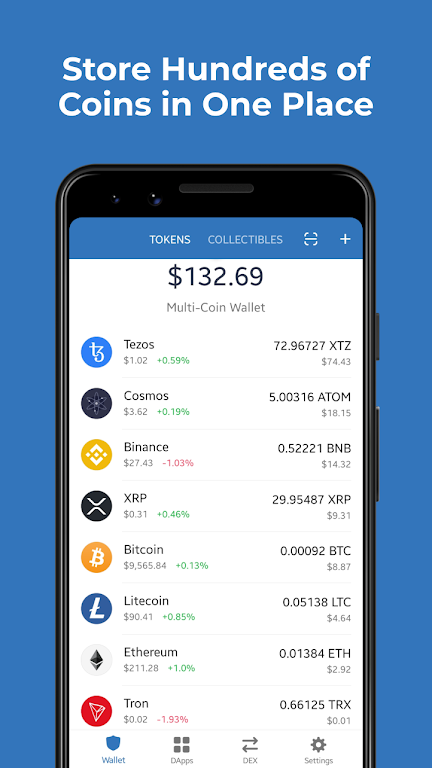 Store Hundreds of
Coins in One Place
TOKENS COLLECTIBLES
$132.69
Multi-Coin Wallet
Tezos 72.96727 XTZ
$1.02 +0.59% $74.43
Cosmos 5.00316 ATOM
$3.62 +0.19% $18.15
Binance 0.52221 BNB
$27.43 -1.03% $14.32
XRP 29.95487 XRP
$0.31 +0.46% $9.31
Bitcoin 0.00092 BTC
$9,565.84 +0.13% $8.87
Litecoin 0.05138 LTC
$90.41 +0.85% $4.64
Ethereum 0.01384 ETH
$211.28 +1.0% $2.92
Tron 0.66125 TRX
$0.02 -1.93% $0.01
Wallet DApps DEX Settings